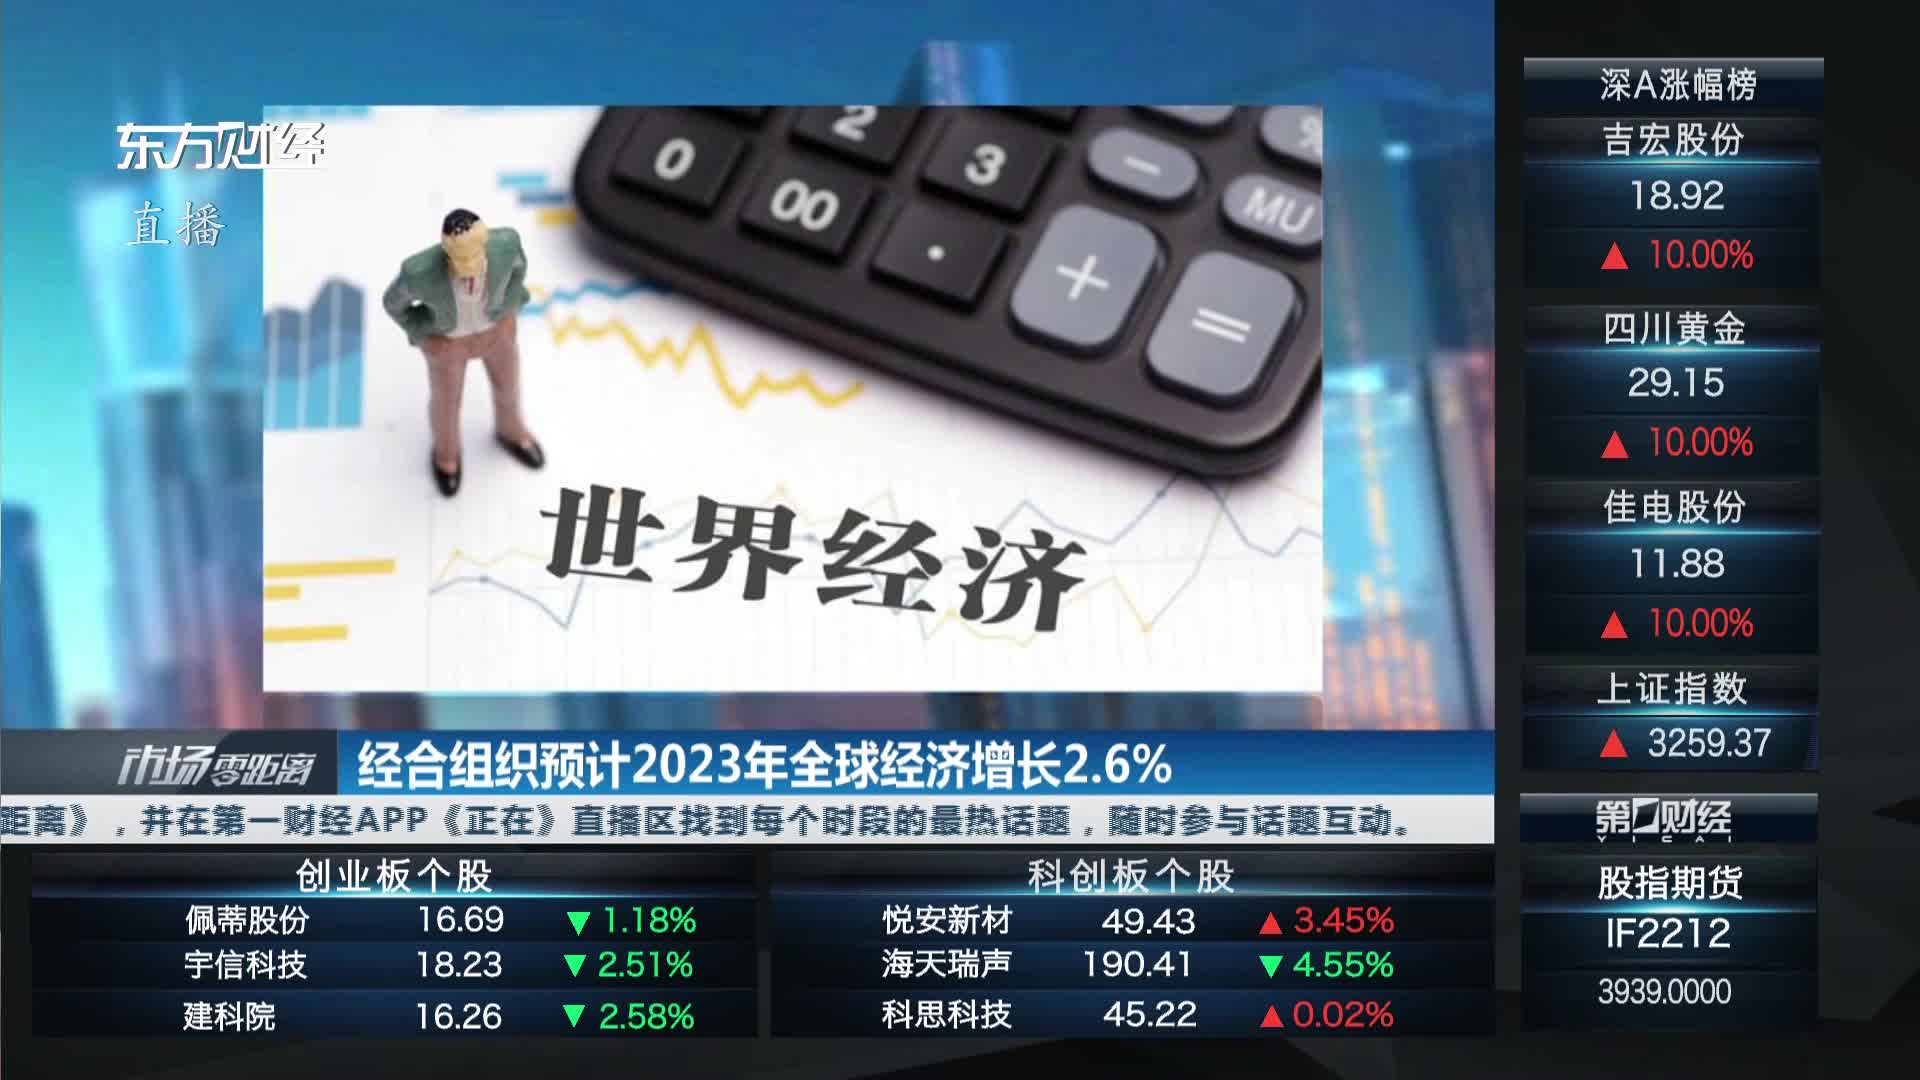 东方财经
直播
0
2
00
3
.
−
%
MU
+
=
世界经济
市场零距离
经合组织预计2023年全球经济增长2.6%
距离》，并在第一财经APP《正在》直播区找到每个时段的最热话题，随时参与话题互动。
创业板个股
佩蒂股份 16.69 ▼ 1.18%
宇信科技 18.23 ▼ 2.51%
建科院 16.26 ▼ 2.58%
科创板个股
悦安新材 49.43 ▲ 3.45%
海天瑞声 190.41 ▼ 4.55%
科思科技 45.22 ▲ 0.02%
深A涨幅榜
吉宏股份
18.92
▲ 10.00%
四川黄金
29.15
▲ 10.00%
佳电股份
11.88
▲ 10.00%
上证指数
▲ 3259.37
第一财经
YICAI
股指期货
IF2212
3939.0000